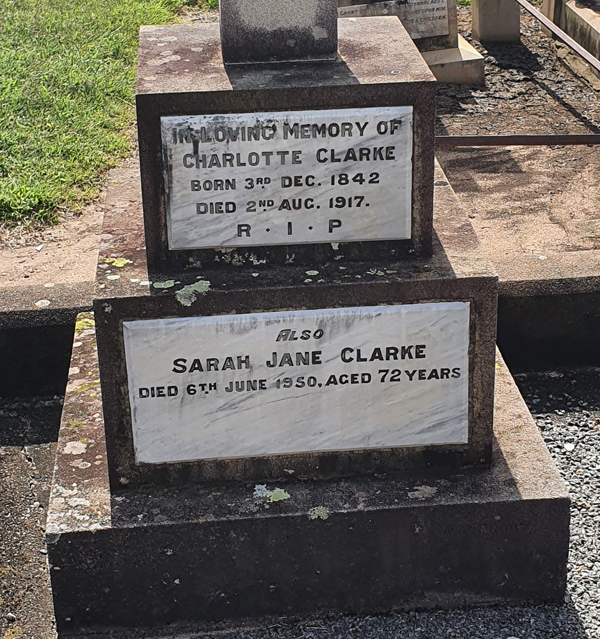 IN LOVING MEMORY OF
CHARLOTTE CLARKE
BORN 3RD DEC. 1842
DIED 2ND AUG. 1917.
R · I · P
ALSO
SARAH JANE CLARKE
DIED 6TH JUNE 1950, AGED 72 YEARS